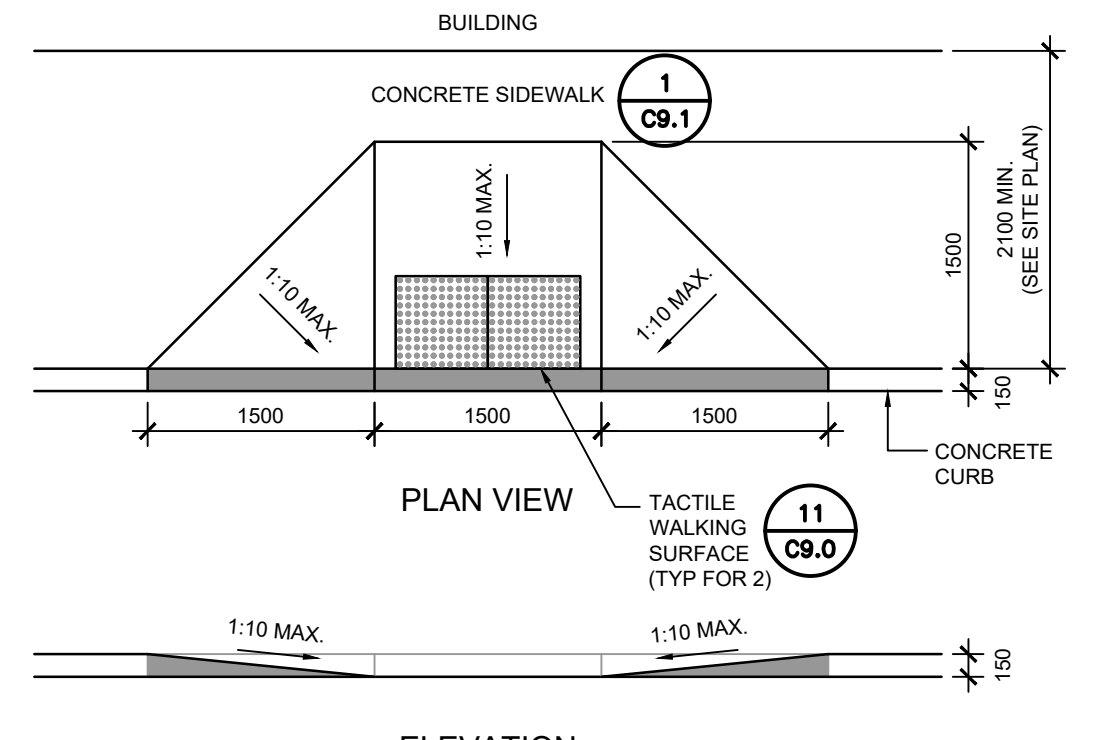 BUILDING
CONCRETE SIDEWALK
1
C9.1
1:10 MAX.
1:10 MAX.
1:10 MAX.
1500
2100 MIN.
(SEE SITE PLAN)
150
1500
1500
1500
CONCRETE
CURB
PLAN VIEW
TACTILE
WALKING
SURFACE
(TYP FOR 2)
11
C9.0
1:10 MAX.
1:10 MAX.
150
ELEVATION